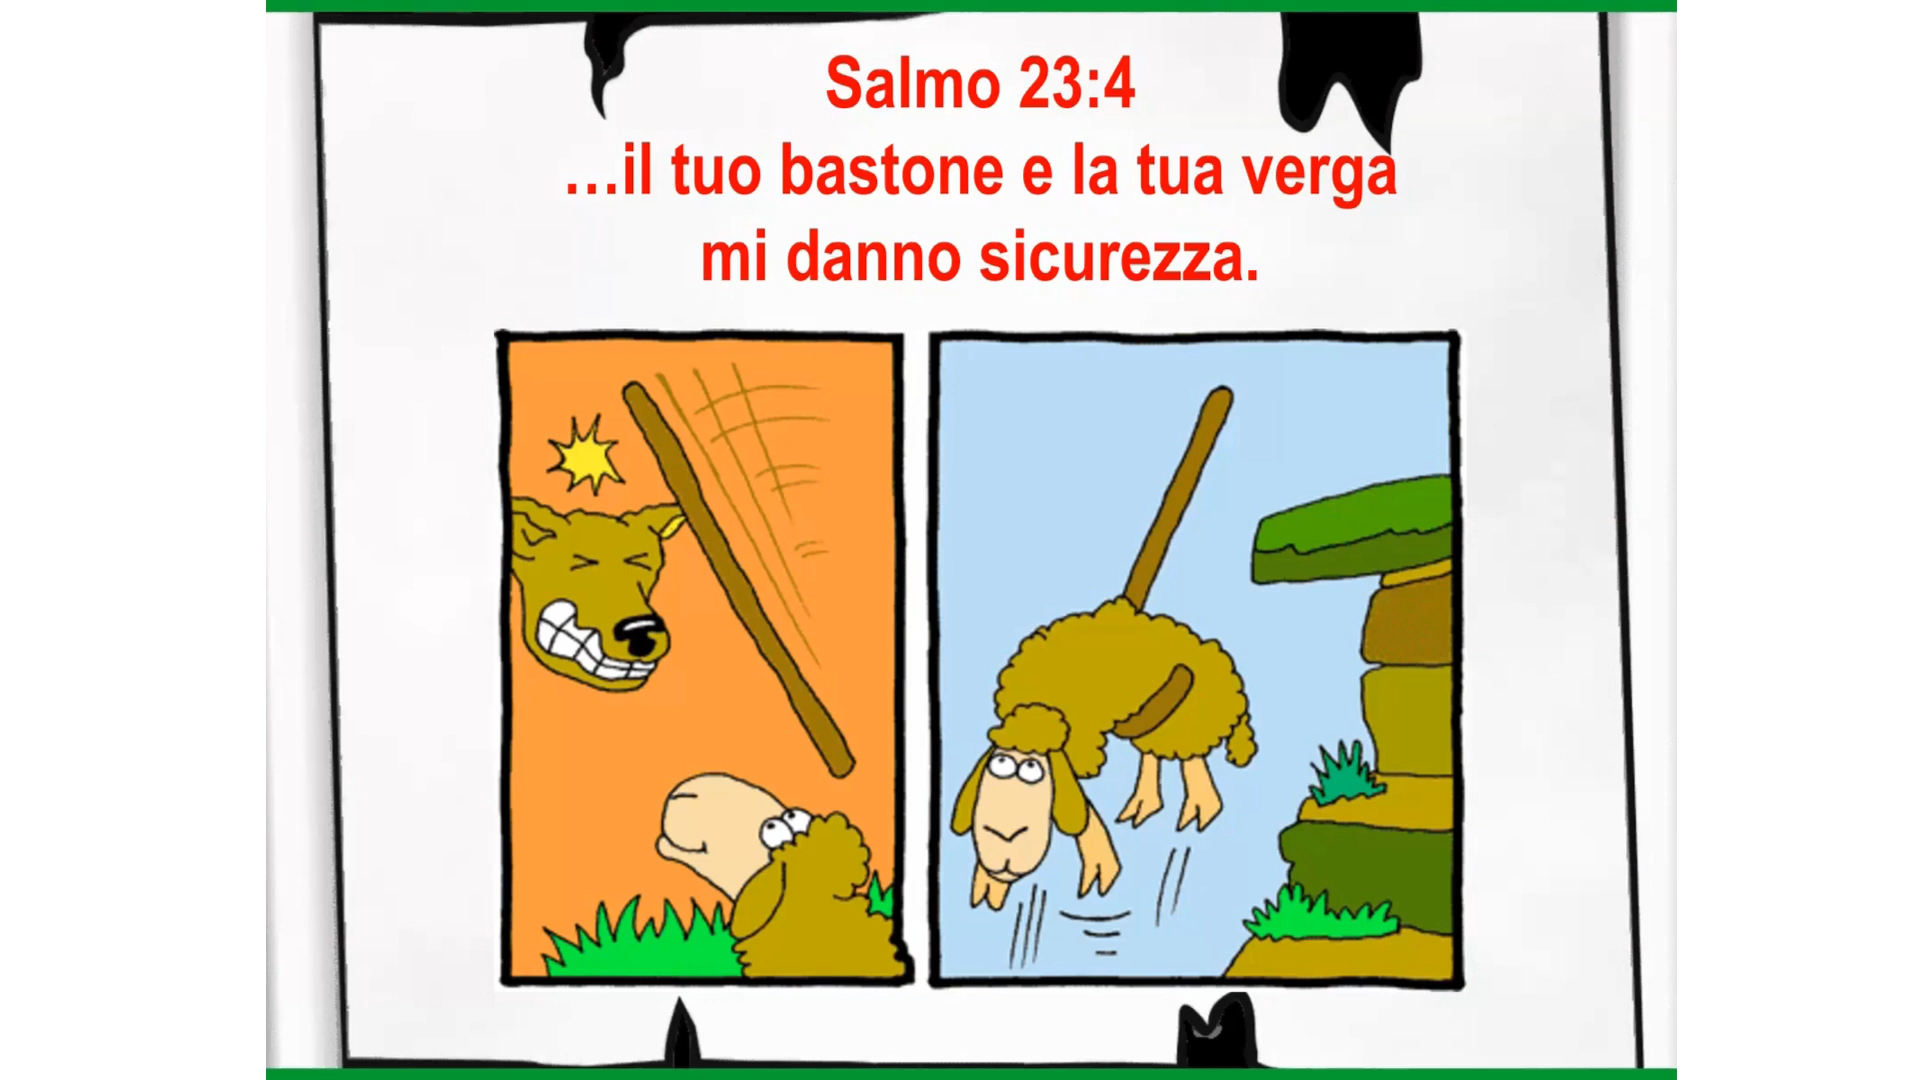 Salmo 23:4
…il tuo bastone e la tua verga
mi danno sicurezza.